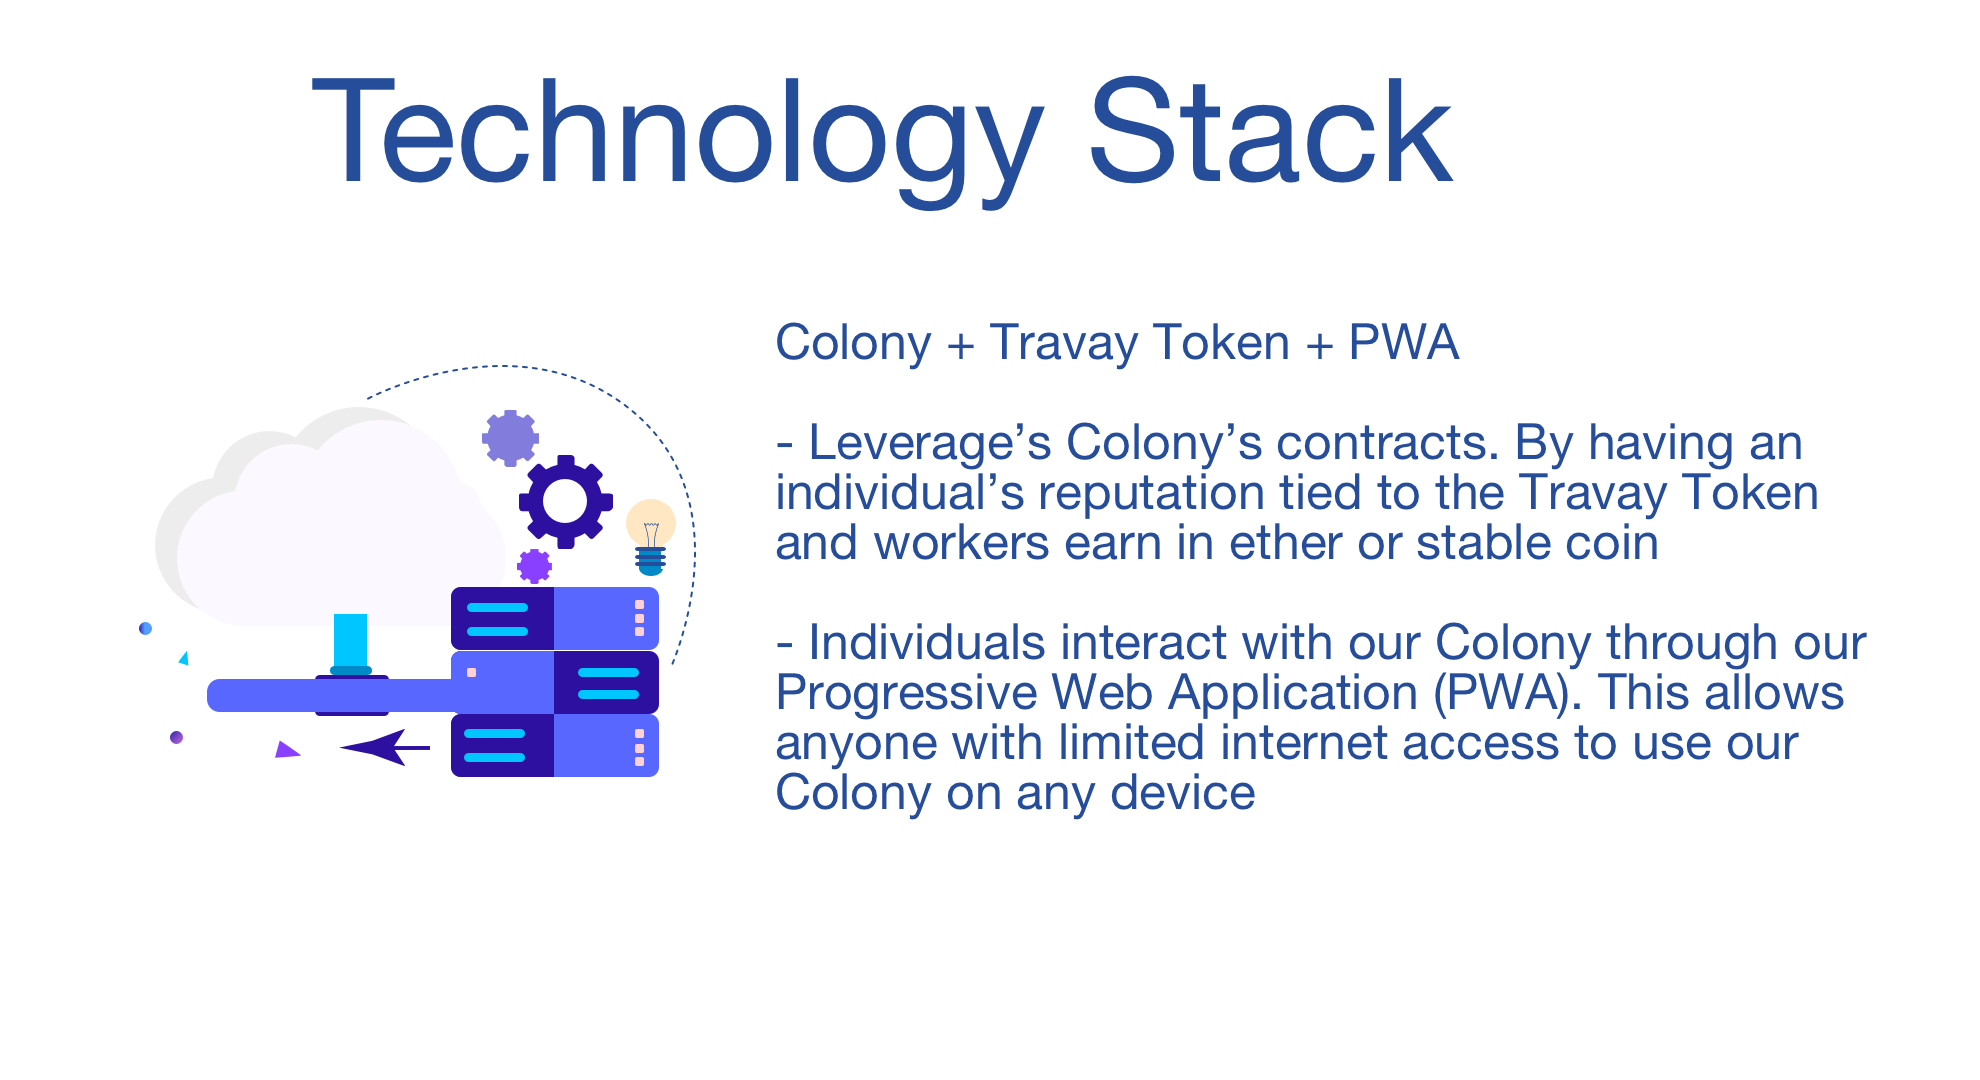 Technology Stack
Colony + Travay Token + PWA
- Leverage’s Colony’s contracts. By having an
individual’s reputation tied to the Travay Token
and workers earn in ether or stable coin
- Individuals interact with our Colony through our
Progressive Web Application (PWA). This allows
anyone with limited internet access to use our
Colony on any device